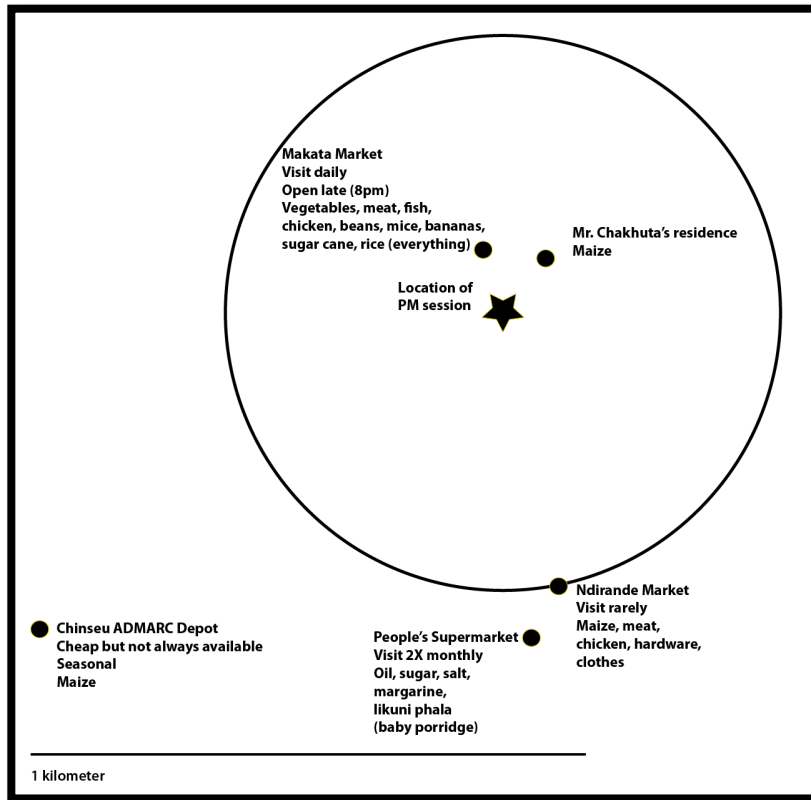 Makata Market
Visit daily
Open late (8pm)
Vegetables, meat, fish,
chicken, beans, mice, bananas,
sugar cane, rice (everything)
Mr. Chakhuta's residence
Maize
Location of
PM session
Ndirande Market
Visit rarely
Maize, meat,
chicken, hardware,
clothes
Chinseu ADMARC Depot
Cheap but not always available
Seasonal
Maize
People's Supermarket
Visit 2X monthly
Oil, sugar, salt,
margarine,
likuni phala
(baby porridge)
1 kilometer